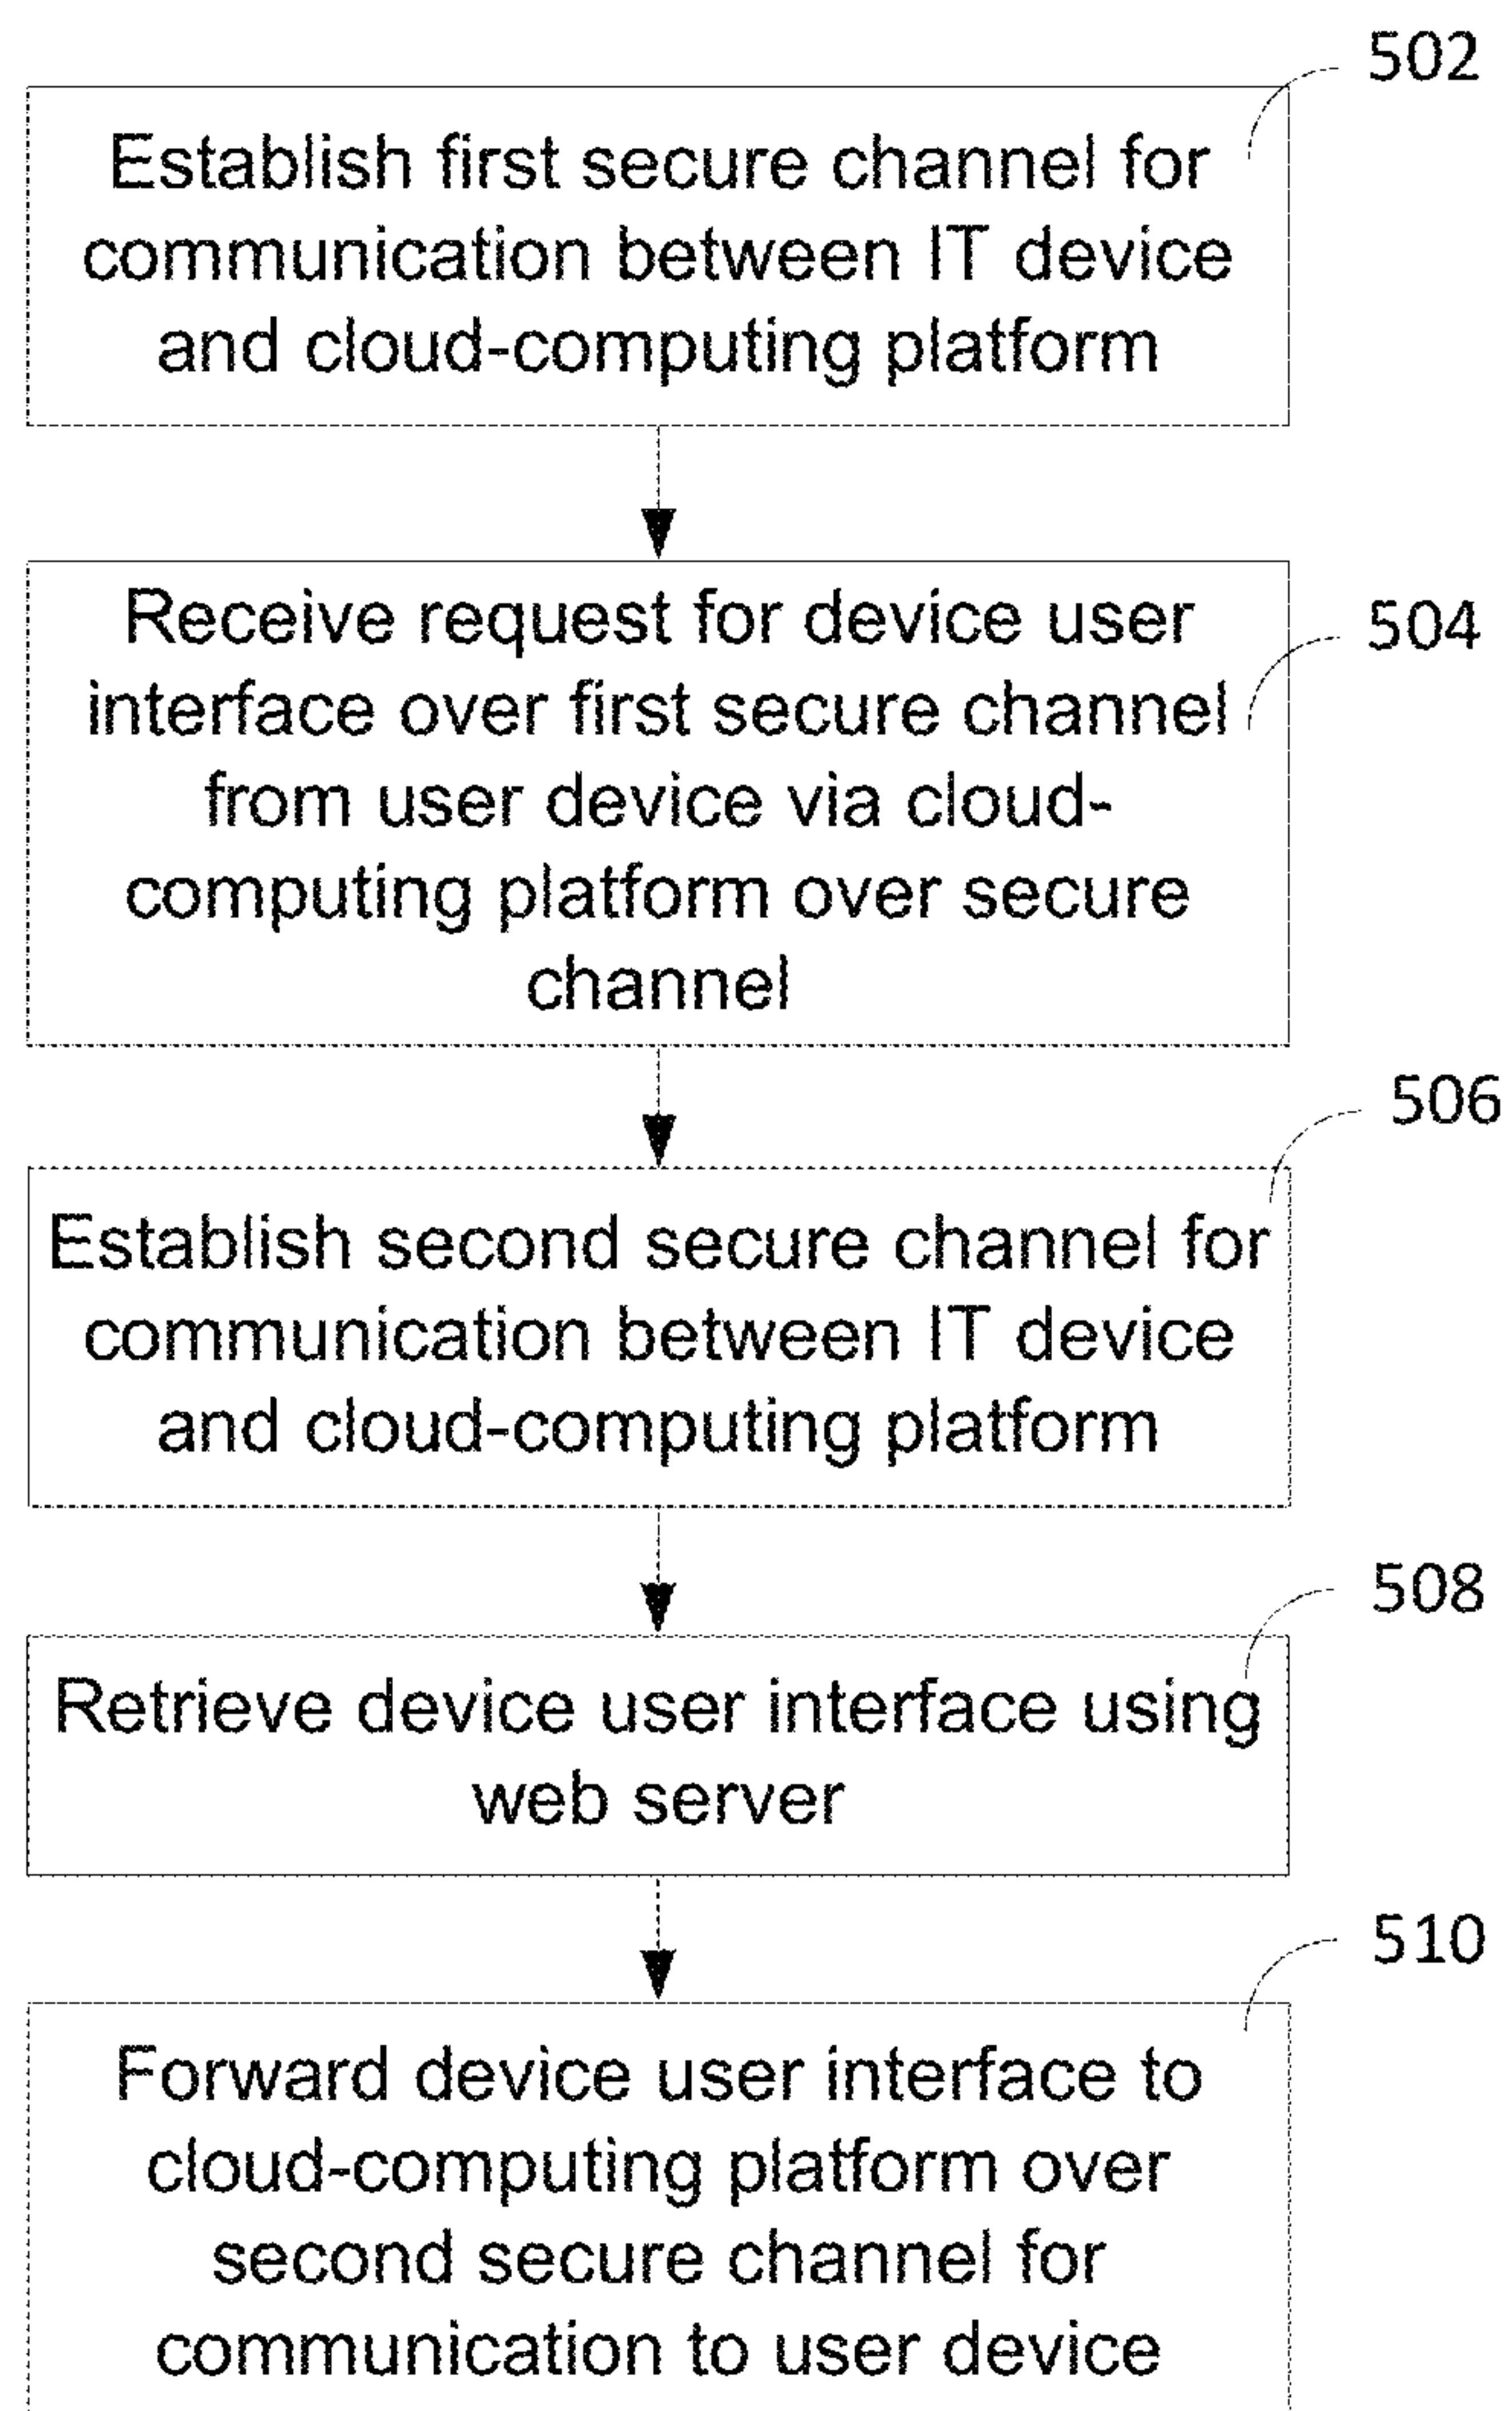 502
Establish first secure channel for
communication between IT device
and cloud-computing platform
Receive request for device user
interface over first secure channel
from user device via cloud-
computing platform over secure
channel
504
506
Establish second secure channel for
communication between IT device
and cloud-computing platform
508
Retrieve device user interface using
web server
510
Forward device user interface to
cloud-computing platform over
second secure channel for
communication to user device